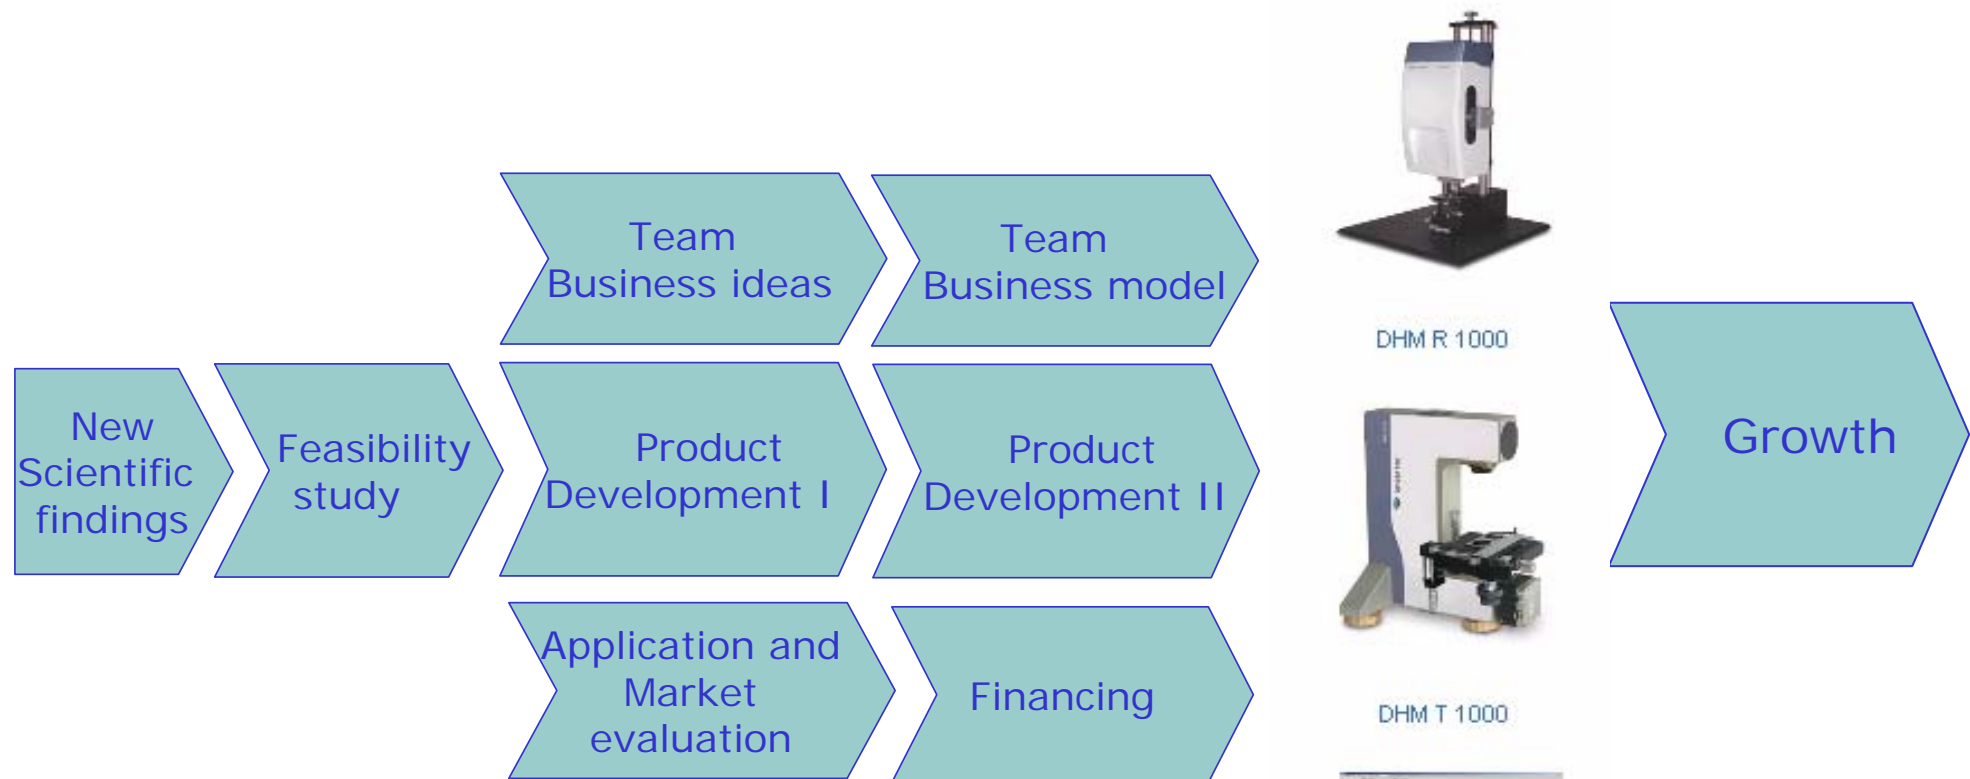 New
Scientific
findings
Feasibility
study
Team
Business ideas
Product
Development I
Application and
Market
evaluation
Team
Business model
Product
Development II
Financing
DHM R 1000
DHM T 1000
Growth